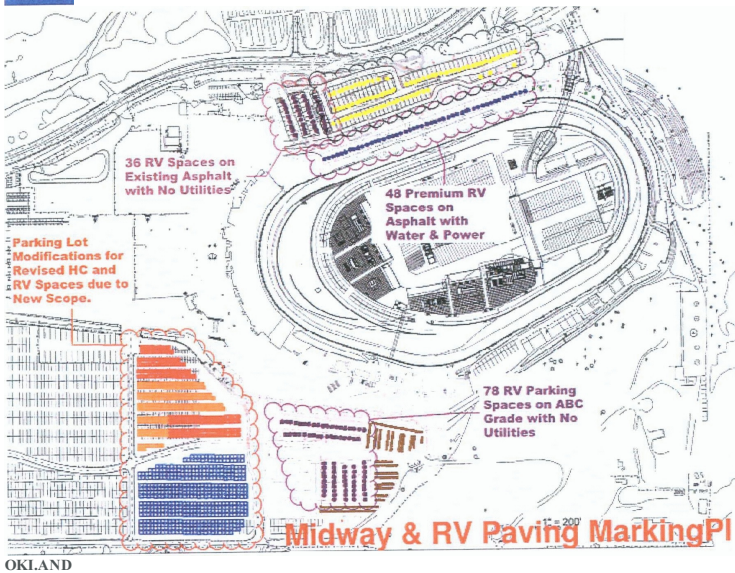 36 RV Spaces on
Existing Asphalt
with No Utilities
48 Premium RV
Spaces on
Asphalt with
Water & Power
Parking Lot
Modifications for
Revised HC and
RV Spaces due to
New Scope.
78 RV Parking
Spaces on ABC
Grade with No
Utilities
1" = 200'
Midway & RV Paving MarkingPl
OKLAND